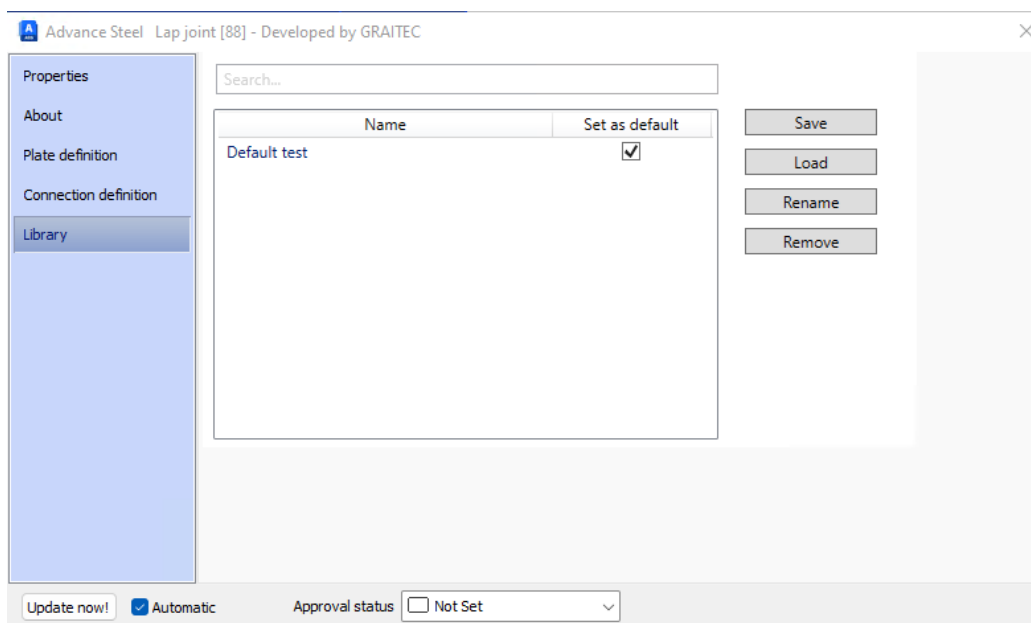 Advance Steel Lap joint [88] - Developed by GRAITEC
Properties
About
Plate definition
Connection definition
Library
Search...
Name Set as default
Default test
Save
Load
Rename
Remove
Update now! Automatic Approval status Not Set